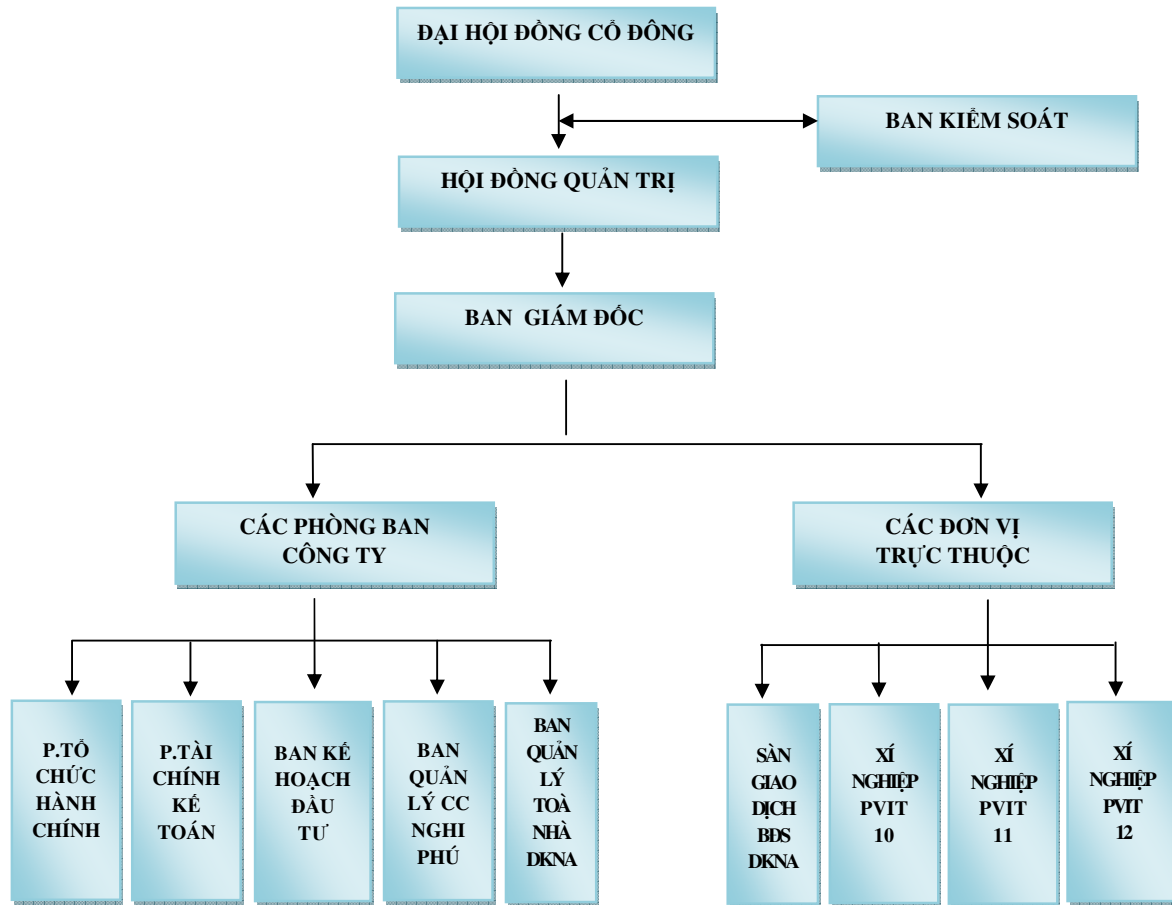 ĐẠI HỘI ĐỒNG CỔ ĐÔNG
BAN KIỂM SOÁT
HỘI ĐỒNG QUẢN TRỊ
BAN GIÁM ĐỐC
CÁC PHÒNG BAN
CÔNG TY
CÁC ĐƠN VỊ
TRỰC THUỘC
P.TỔ
CHỨC
HÀNH
CHÍNH
P.TÀI
CHÍNH
KẾ
TOÁN
BAN KẾ
HOẠCH
ĐẦU
TƯ
BAN
QUẢN
LÝ CC
NGHI
PHÚ
BAN
QUẢN
LÝ
TOÀ
NHÀ
DKNA
SÀN
GIAO
DỊCH
BĐS
DKNA
XÍ
NGHIỆP
PVIT
10
XÍ
NGHIỆP
PVIT
11
XÍ
NGHIỆP
PVIT
12